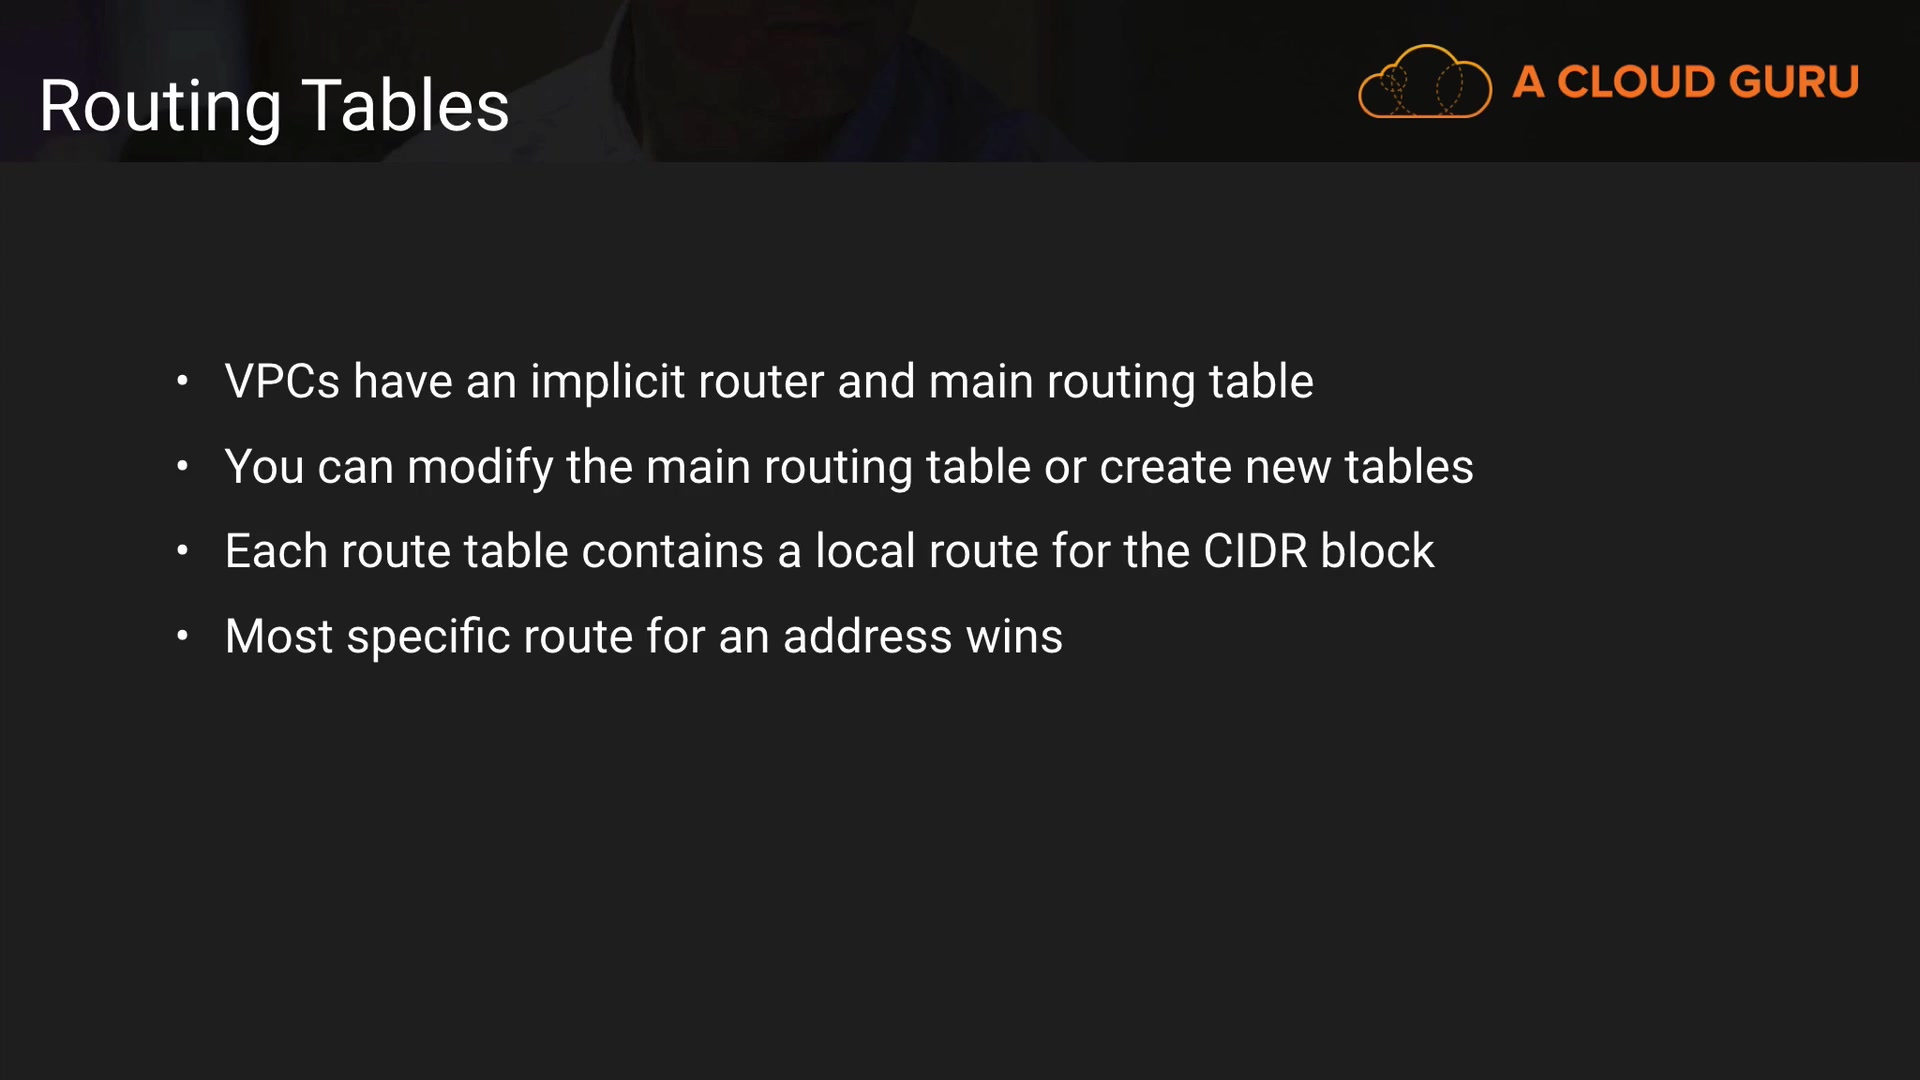 Routing Tables
A CLOUD GURU
• VPCs have an implicit router and main routing table
• You can modify the main routing table or create new tables
• Each route table contains a local route for the CIDR block
• Most specific route for an address wins